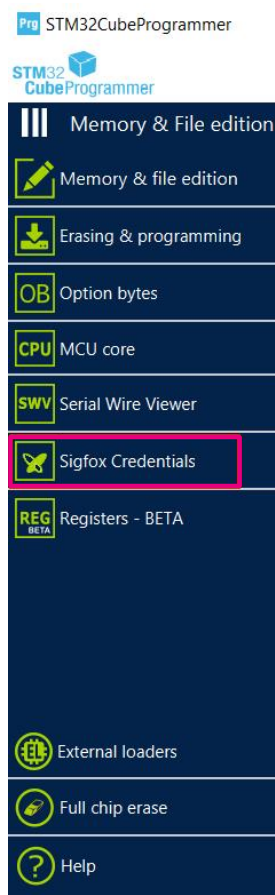 Prg STM32CubeProgrammer
STM32
CubeProgrammer
Memory & File edition
Memory & file edition
Erasing & programming
OB Option bytes
CPU MCU core
SWV Serial Wire Viewer
Sigfox Credentials
REG BETA Registers - BETA
EL External loaders
Full chip erase
? Help